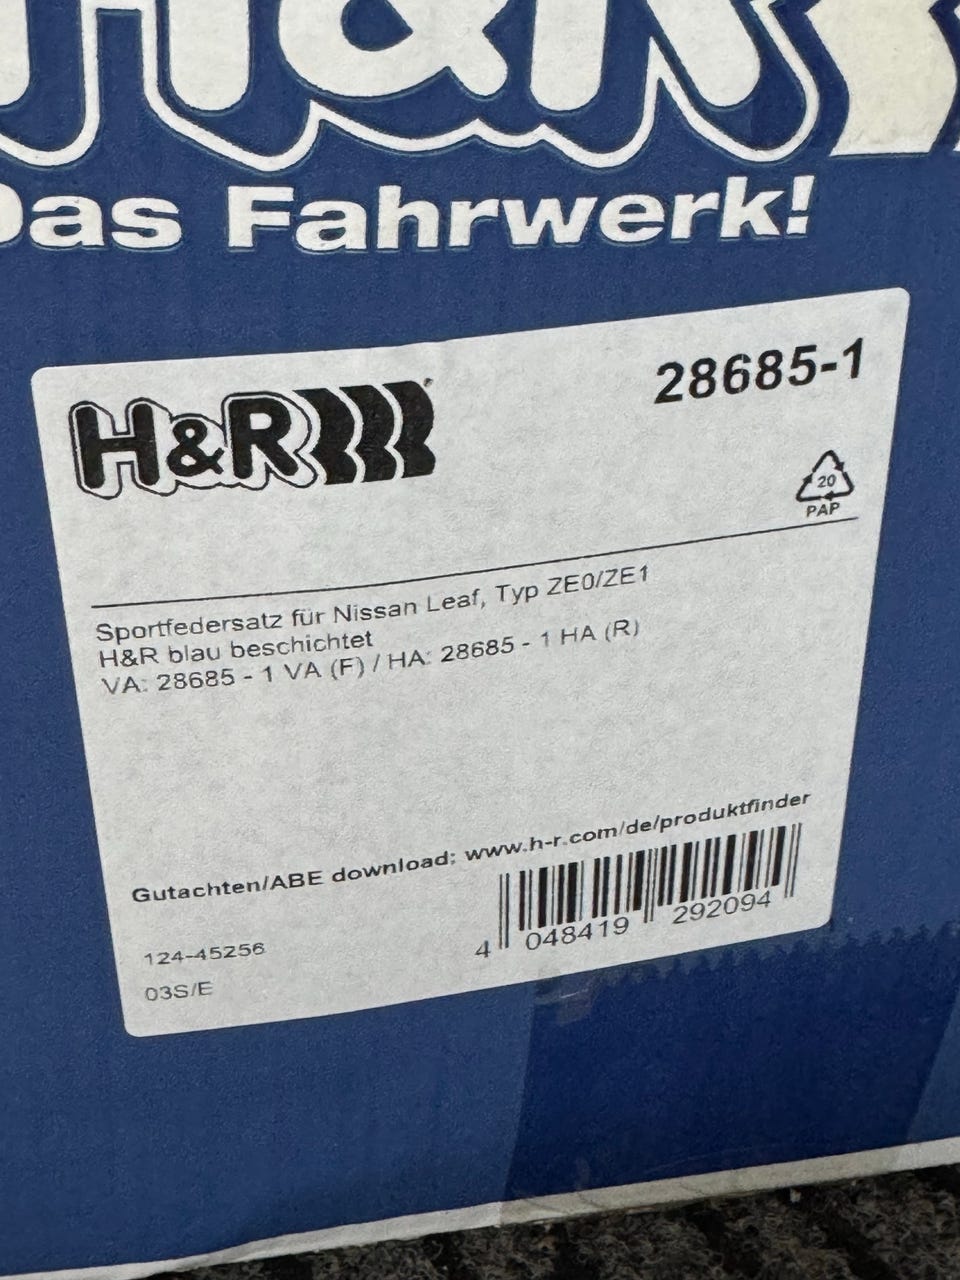 H&R
Das Fahrwerk!
H&R
28685-1
20
PAP
Sportfedersatz für Nissan Leaf, Typ ZE0/ZE1
H&R blau beschichtet
VA: 28685 - 1 VA (F) / HA: 28685 - 1 HA (R)
Gutachten/ABE download: www.h-r.com/de/produktfinder
4 048419 292094
124-45256
03S/E